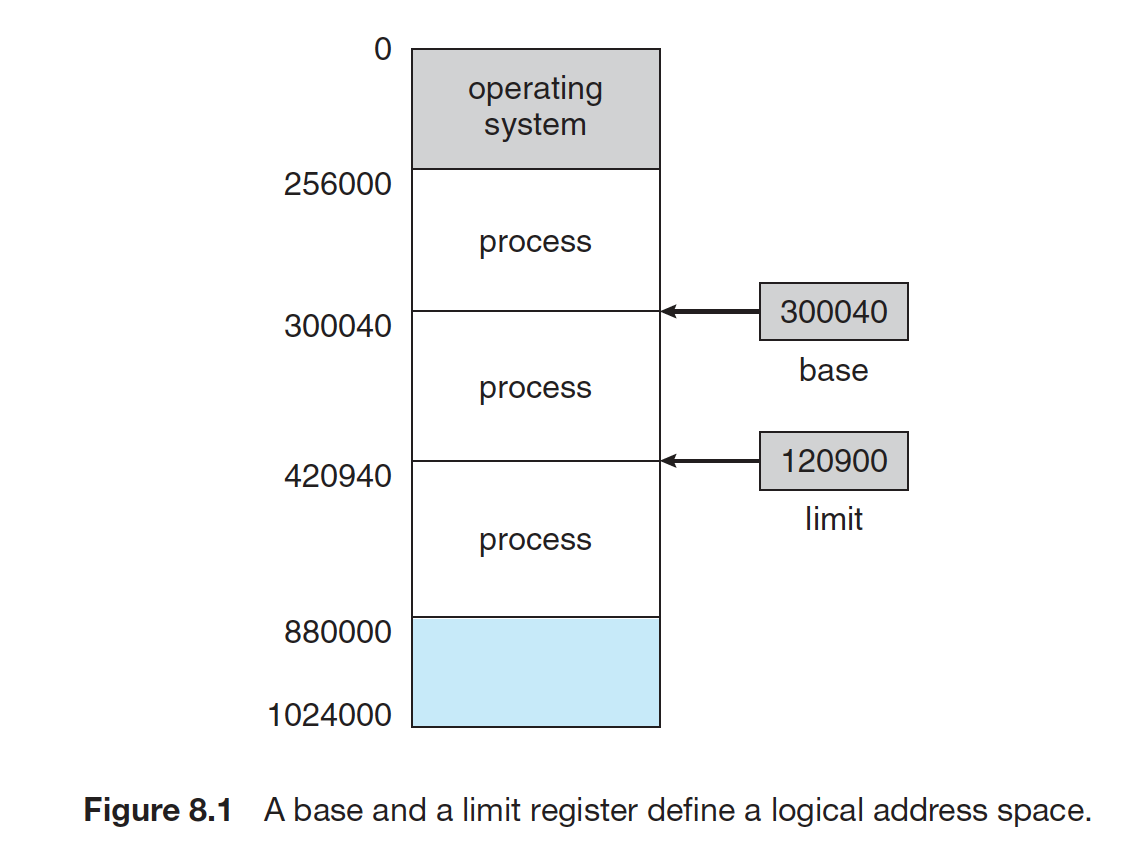 0
operating
system
256000
process
300040
300040
base
process
420940
120900
limit
process
880000
1024000
Figure 8.1 A base and a limit register define a logical address space.